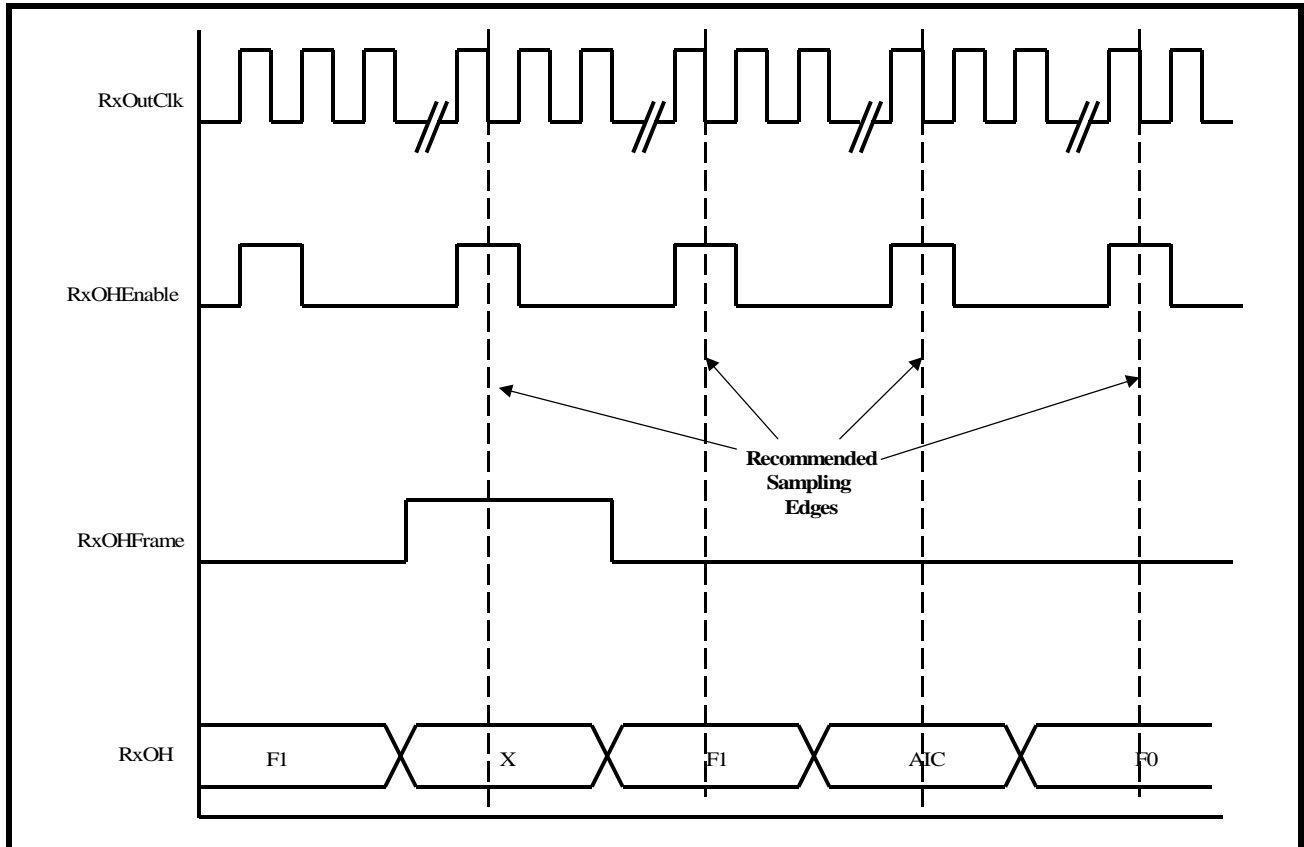 RxOutClk
RxOHEnable
Recommended
Sampling
Edges
RxOHFrame
RxOH
F1
X
F1
AIC
F0